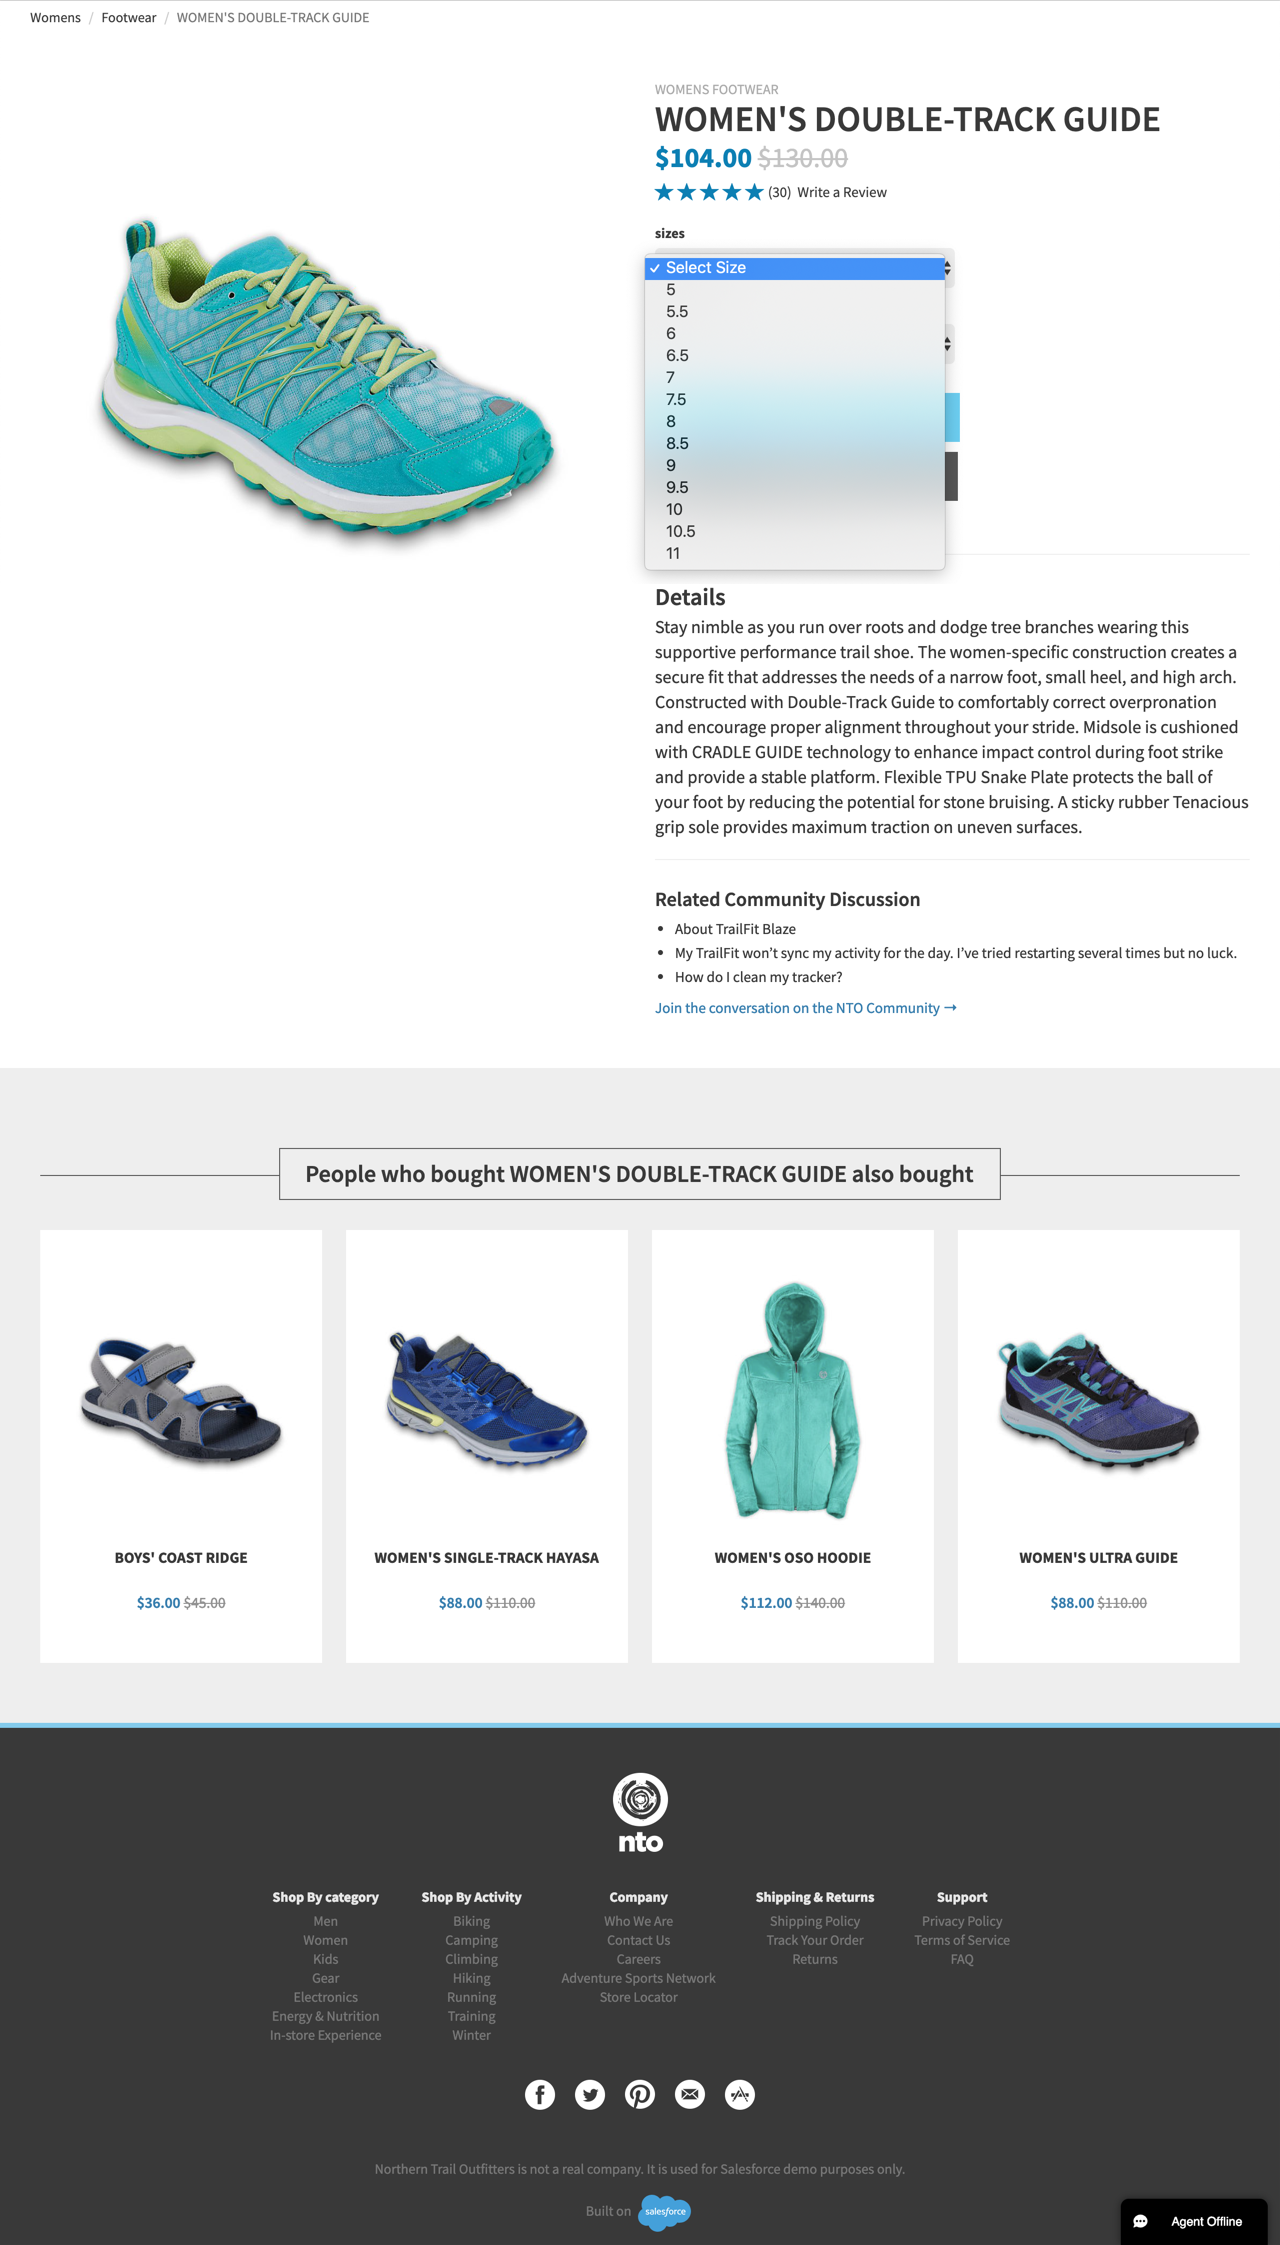 Womens / Footwear / WOMEN'S DOUBLE-TRACK GUIDE
WOMENS FOOTWEAR
WOMEN'S DOUBLE-TRACK GUIDE
$104.00 $130.00
(30) Write a Review
sizes
✓ Select Size
5
5.5
6
6.5
7
7.5
8
8.5
9
9.5
10
10.5
11
Details
Stay nimble as you run over roots and dodge tree branches wearing this
supportive performance trail shoe. The women-specific construction creates a
secure fit that addresses the needs of a narrow foot, small heel, and high arch.
Constructed with Double-Track Guide to comfortably correct overpronation
and encourage proper alignment throughout your stride. Midsole is cushioned
with CRADLE GUIDE technology to enhance impact control during foot strike
and provide a stable platform. Flexible TPU Snake Plate protects the ball of
your foot by reducing the potential for stone bruising. A sticky rubber Tenacious
grip sole provides maximum traction on uneven surfaces.
Related Community Discussion
• About TrailFit Blaze
• My TrailFit won’t sync my activity for the day. I’ve tried restarting several times but no luck.
• How do I clean my tracker?
Join the conversation on the NTO Community →
People who bought WOMEN'S DOUBLE-TRACK GUIDE also bought
BOYS' COAST RIDGE
$36.00 $45.00
WOMEN'S SINGLE-TRACK HAYASA
$88.00 $110.00
WOMEN'S OSO HOODIE
$112.00 $140.00
WOMEN'S ULTRA GUIDE
$88.00 $110.00
nto
Shop By category
Men
Women
Kids
Gear
Electronics
Energy & Nutrition
In-store Experience
Shop By Activity
Biking
Camping
Climbing
Hiking
Running
Training
Winter
Company
Who We Are
Contact Us
Careers
Adventure Sports Network
Store Locator
Shipping & Returns
Shipping Policy
Track Your Order
Returns
Support
Privacy Policy
Terms of Service
FAQ
Northern Trail Outfitters is not a real company. It is used for Salesforce demo purposes only.
Built on salesforce
Agent Offline